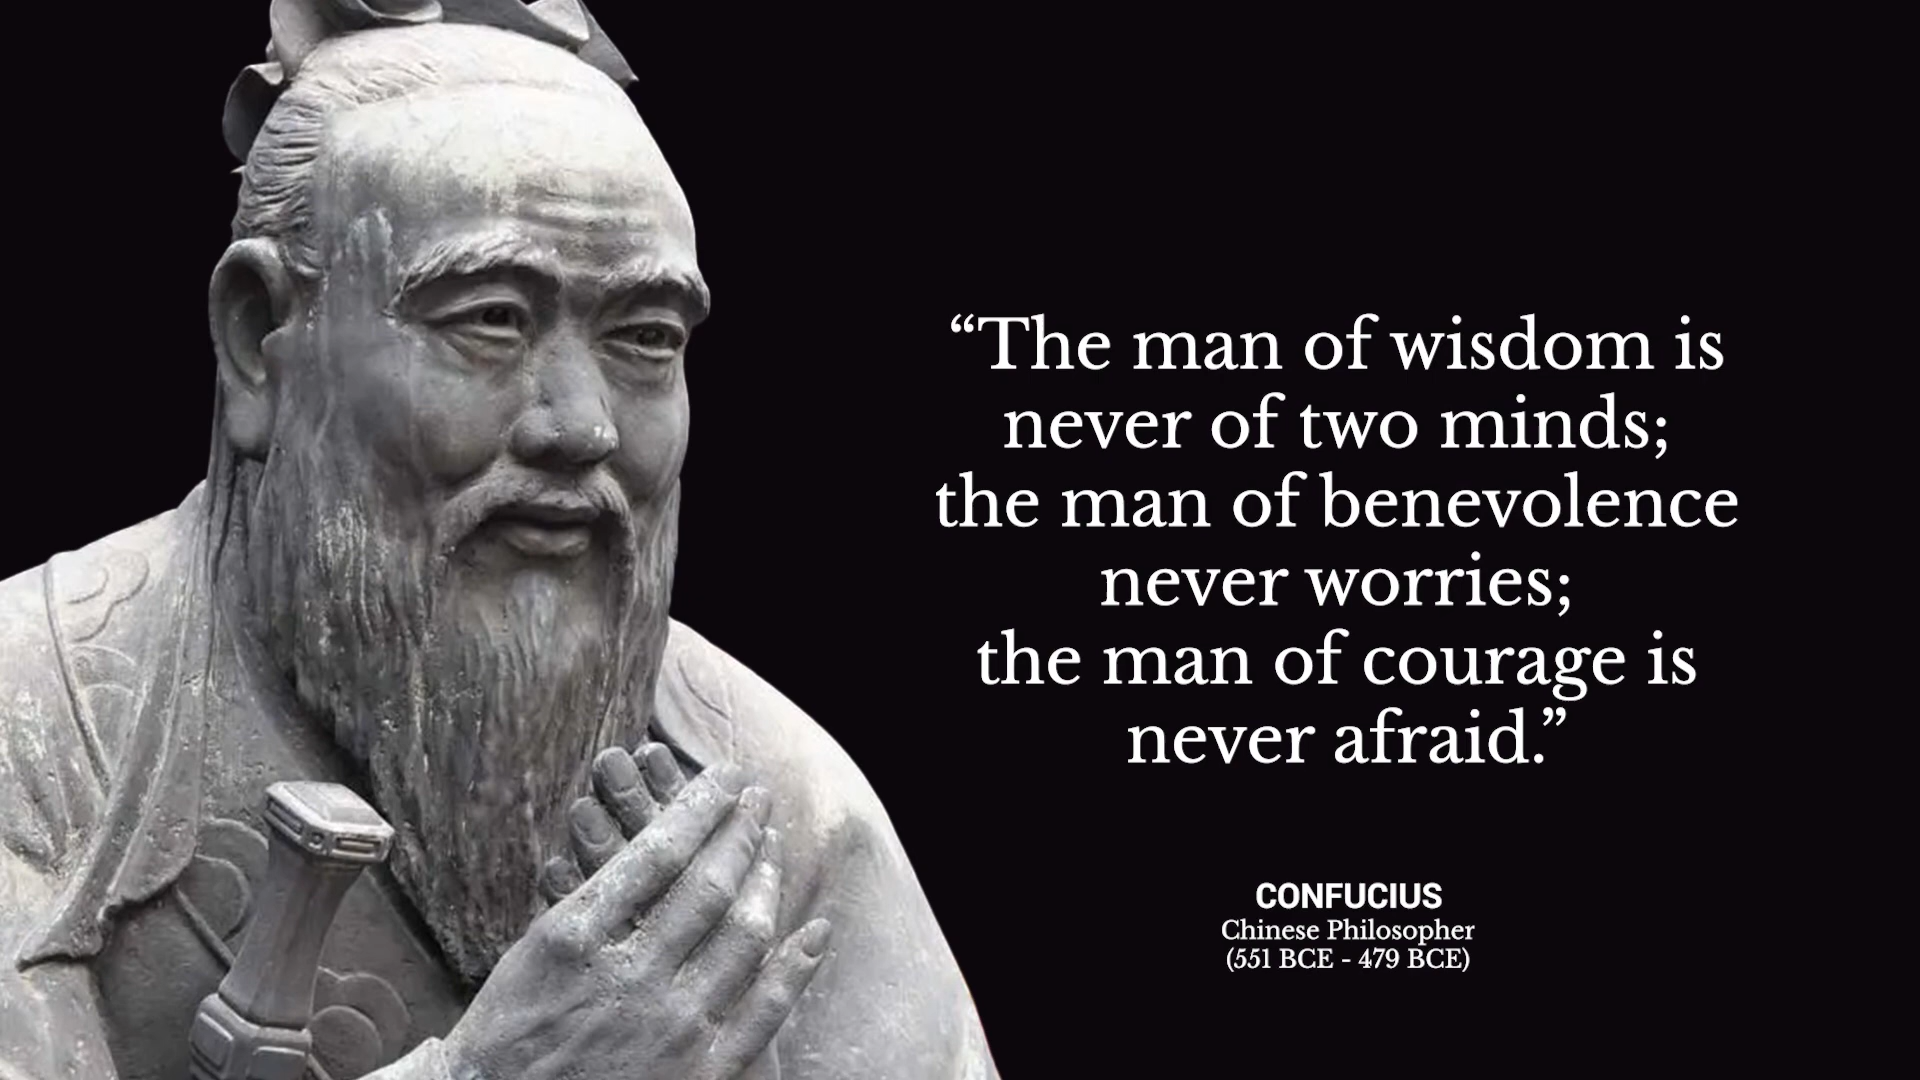 “The man of wisdom is
never of two minds;
the man of benevolence
never worries;
the man of courage is
never afraid.”
CONFUCIUS
Chinese Philosopher
(551 BCE - 479 BCE)